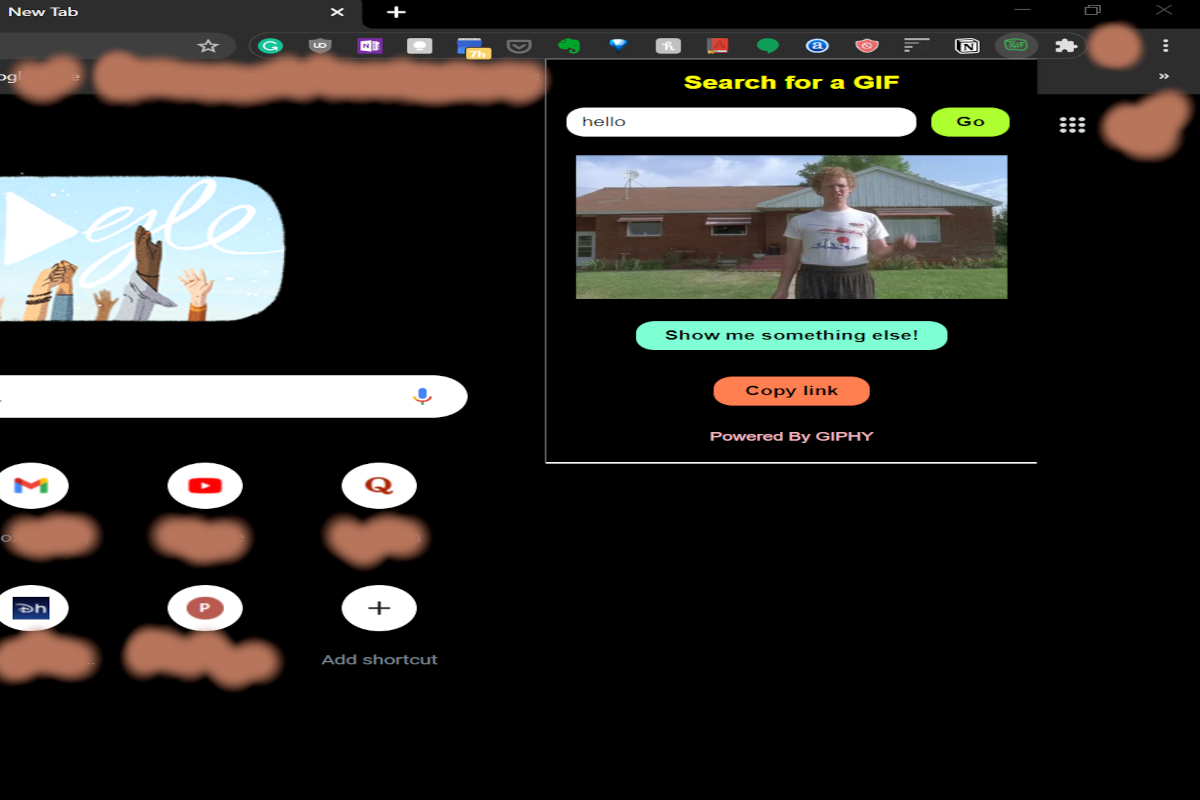 New Tab
7h
Search for a GIF
hello
Go
gle
Show me something else!
Copy link
Powered By GIPHY
Add shortcut